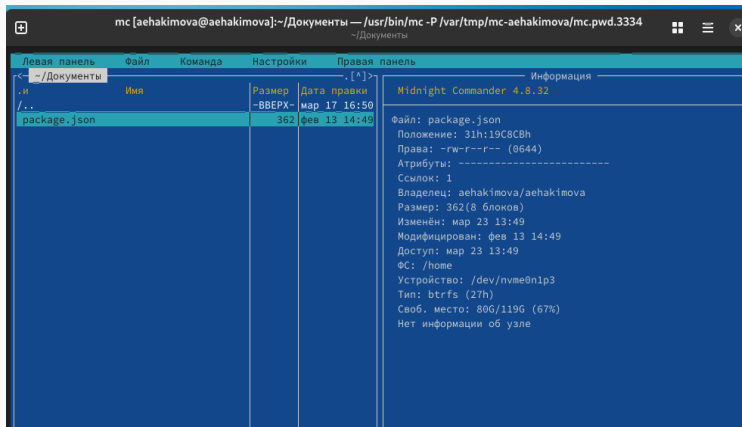 mc [aehakimova@aehakimova]:~/Документы — /usr/bin/mc -P /var/tmp/mc-aehakimova/mc.pwd.3334
~/Документы
Левая панель Файл Команда Настройки Правая панель
<— ~/Документы .[^]>
Информация
.и Имя Размер Дата правки
Midnight Commander 4.8.32
/.. -ВВЕРХ- мар 17 16:50
package.json 362 фев 13 14:49
Файл: package.json
Положение: 31h:19C8CBh
Права: -rw-r--r-- (0644)
Атрибуты: -------------------------
Ссылок: 1
Владелец: aehakimova/aehakimova
Размер: 362(8 блоков)
Изменён: мар 23 13:49
Модифицирован: фев 13 14:49
Доступ: мар 23 13:49
ФС: /home
Устройство: /dev/nvme0n1p3
Тип: btrfs (27h)
Своб. место: 80G/119G (67%)
Нет информации об узле